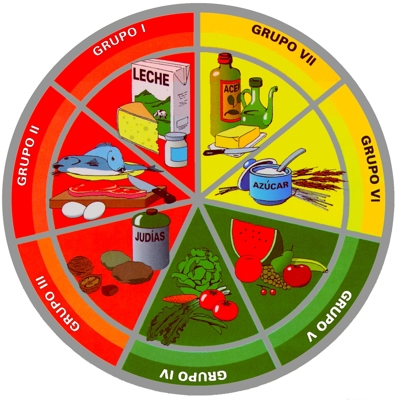 GRUPO I
GRUPO VII
GRUPO II
GRUPO VI
GRUPO III
GRUPO V
GRUPO IV
LECHE
ACEI
AZÚCAR
JUDÍAS